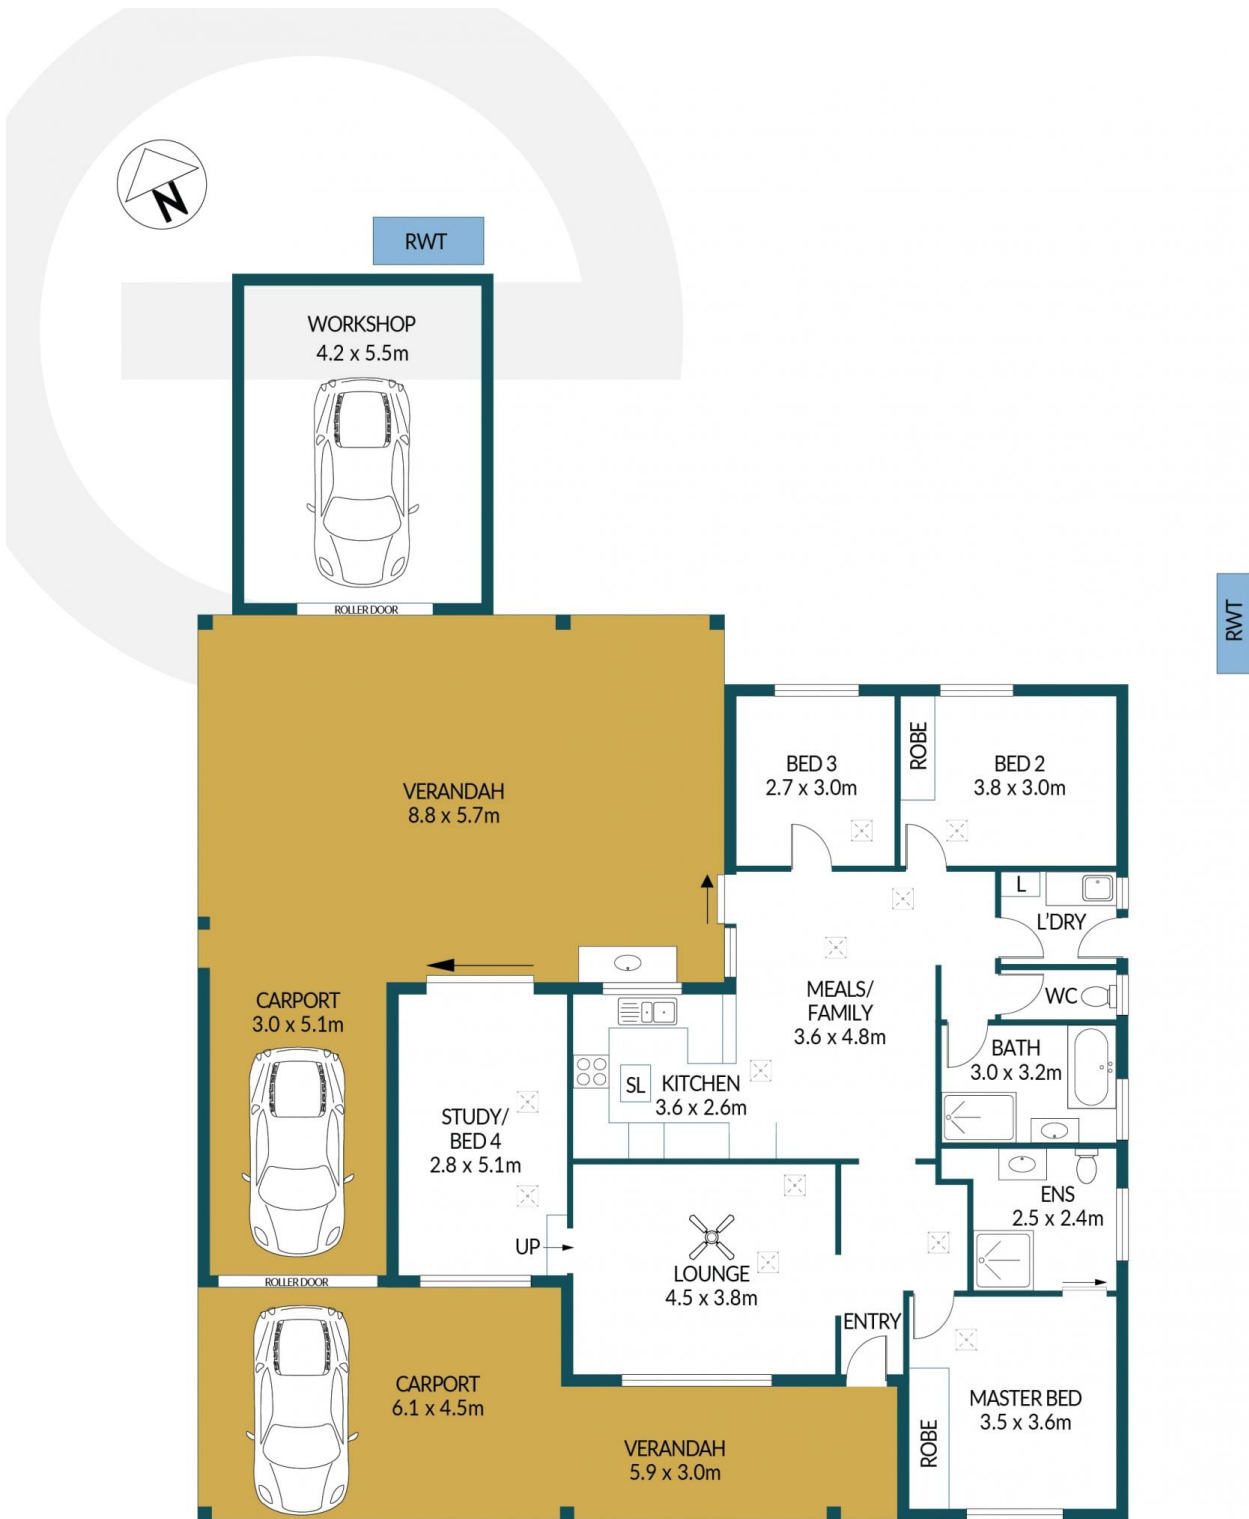 N
RWT
WORKSHOP
4.2 x 5.5m
ROLLER DOOR
RWT
VERANDAH
8.8 x 5.7m
BED 3
2.7 x 3.0m
ROBE
BED 2
3.8 x 3.0m
L
L'DRY
WC
CARPORT
3.0 x 5.1m
MEALS/
FAMILY
3.6 x 4.8m
BATH
3.0 x 3.2m
SL
KITCHEN
3.6 x 2.6m
STUDY/
BED 4
2.8 x 5.1m
ENS
2.5 x 2.4m
UP
LOUNGE
4.5 x 3.8m
ROLLER DOOR
ENTRY
CARPORT
6.1 x 4.5m
MASTER BED
3.5 x 3.6m
ROBE
VERANDAH
5.9 x 3.0m